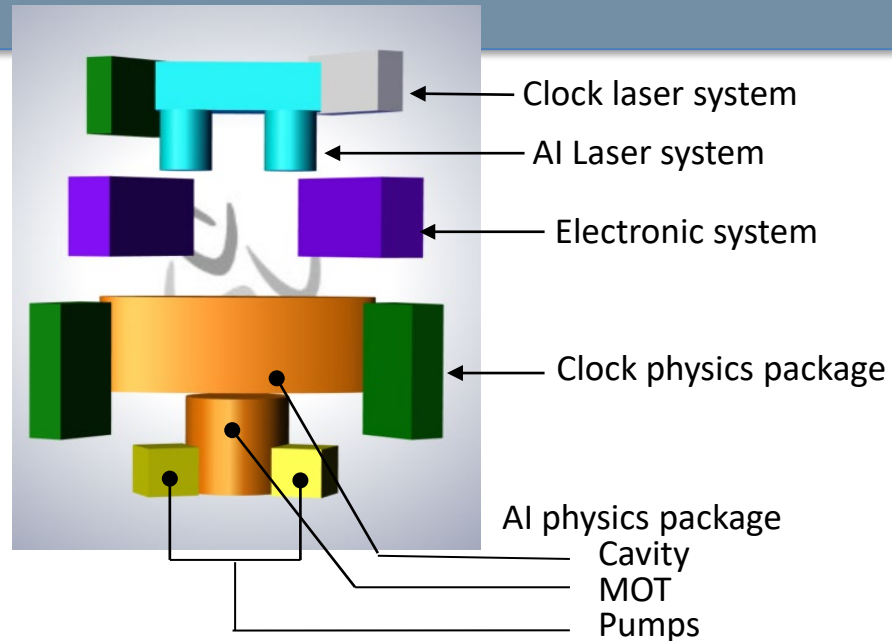 Clock laser system
AI Laser system
Electronic system
Clock physics package
AI physics package
Cavity
MOT
Pumps